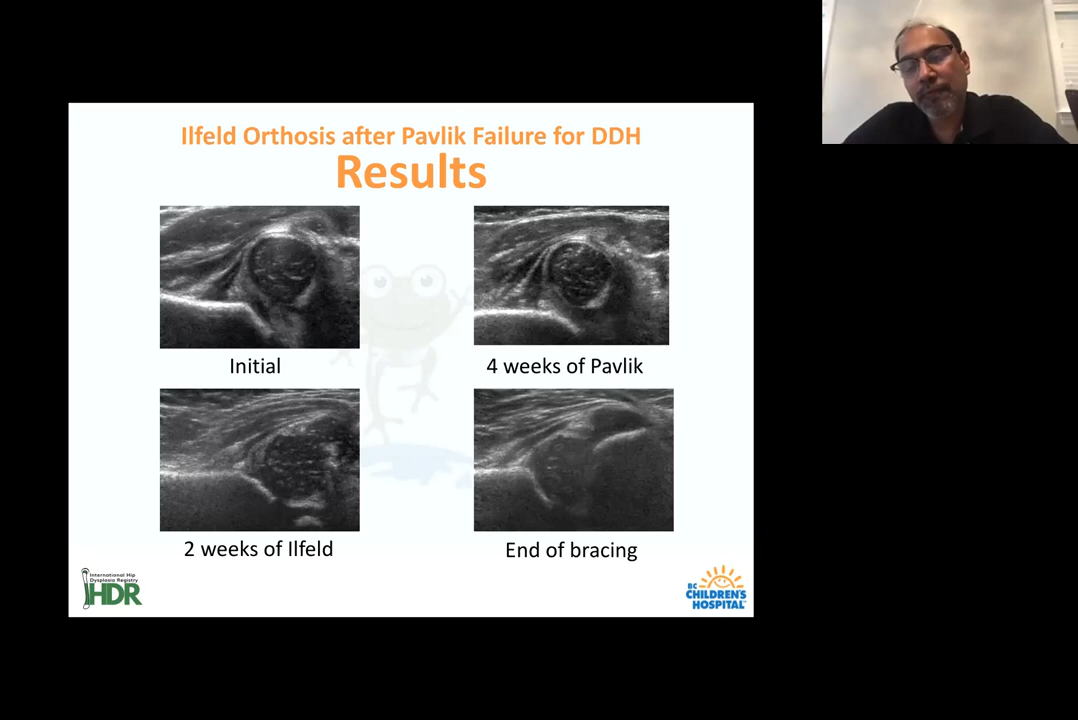 Ilfeld Orthosis after Pavlik Failure for DDH
Results
Initial
4 weeks of Pavlik
2 weeks of Ilfeld
End of bracing
International Hip
Dysplasia Registry
IHDR
BC
CHILDREN'S
HOSPITAL